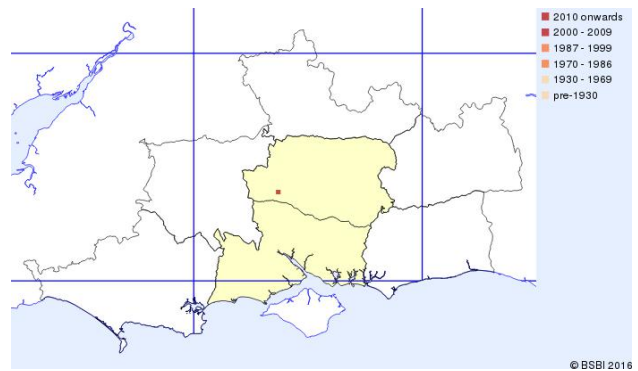 2010 onwards
2000 - 2009
1987 - 1999
1970 - 1986
1930 - 1969
pre-1930
© BSBI 2016